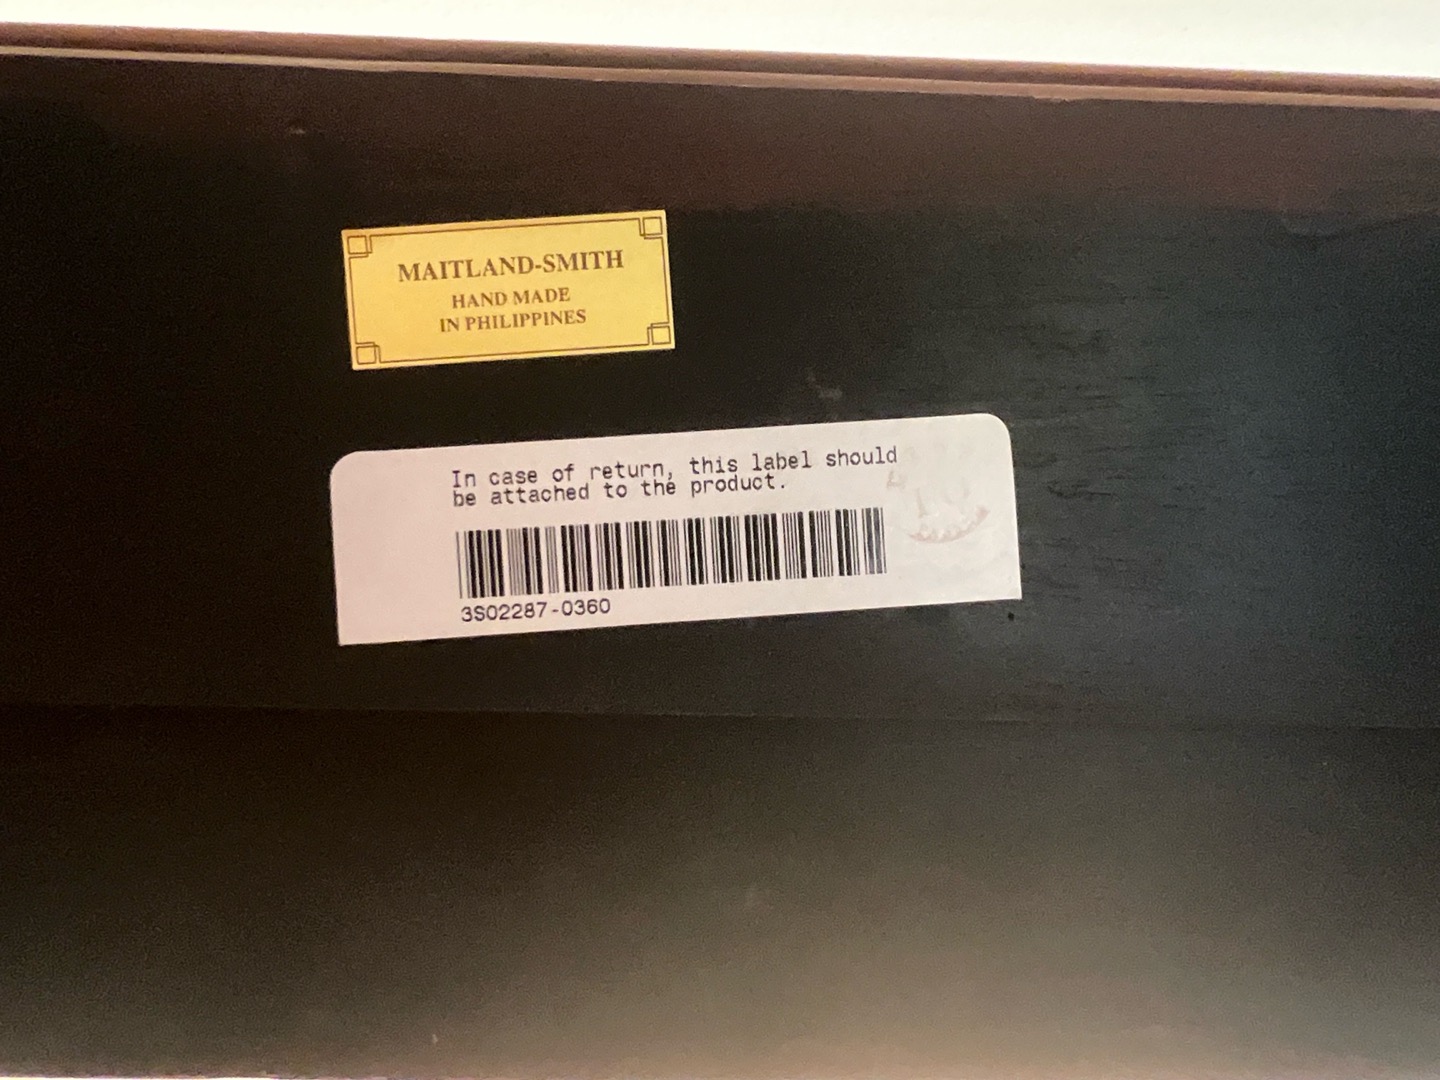 MAITLAND-SMITH
HAND MADE
IN PHILIPPINES
In case of return, this label should
be attached to the product.
3S02287-0360